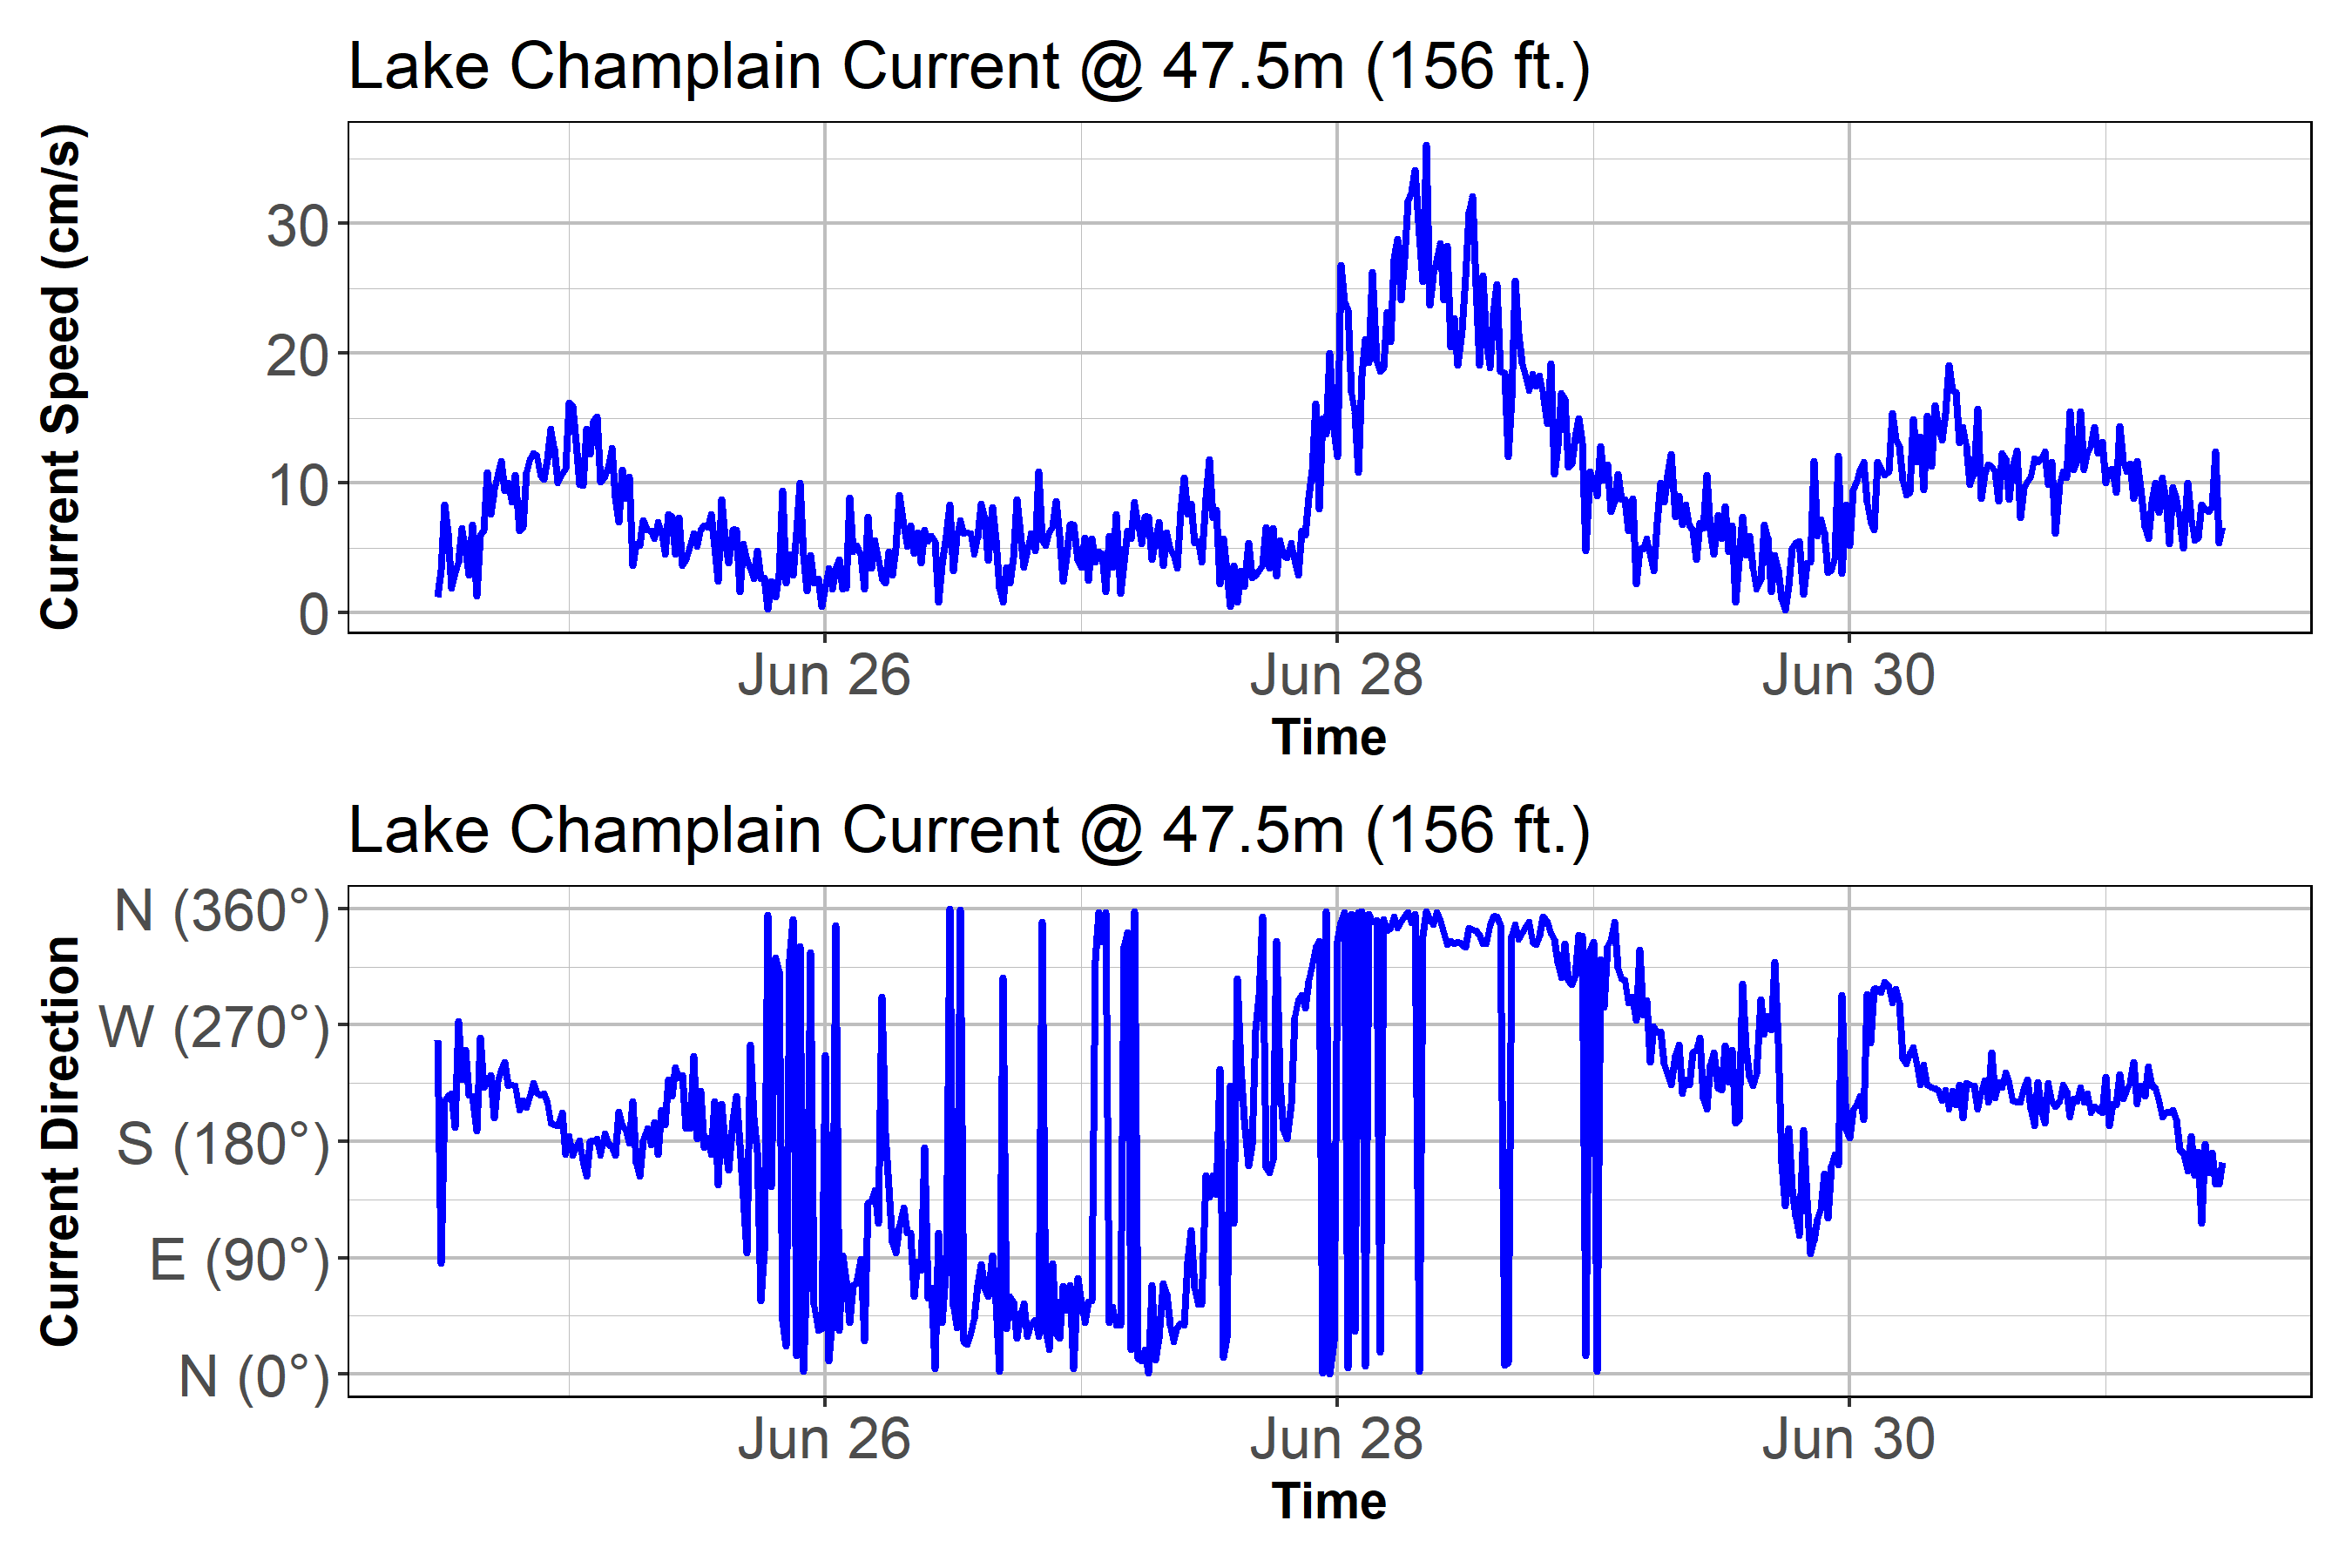 Lake Champlain Current @ 47.5m (156 ft.)
Current Speed (cm/s)
30
20
10
0
Jun 26 Jun 28 Jun 30
Time
Lake Champlain Current @ 47.5m (156 ft.)
Current Direction
N (360°)
W (270°)
S (180°)
E (90°)
N (0°)
Jun 26 Jun 28 Jun 30
Time